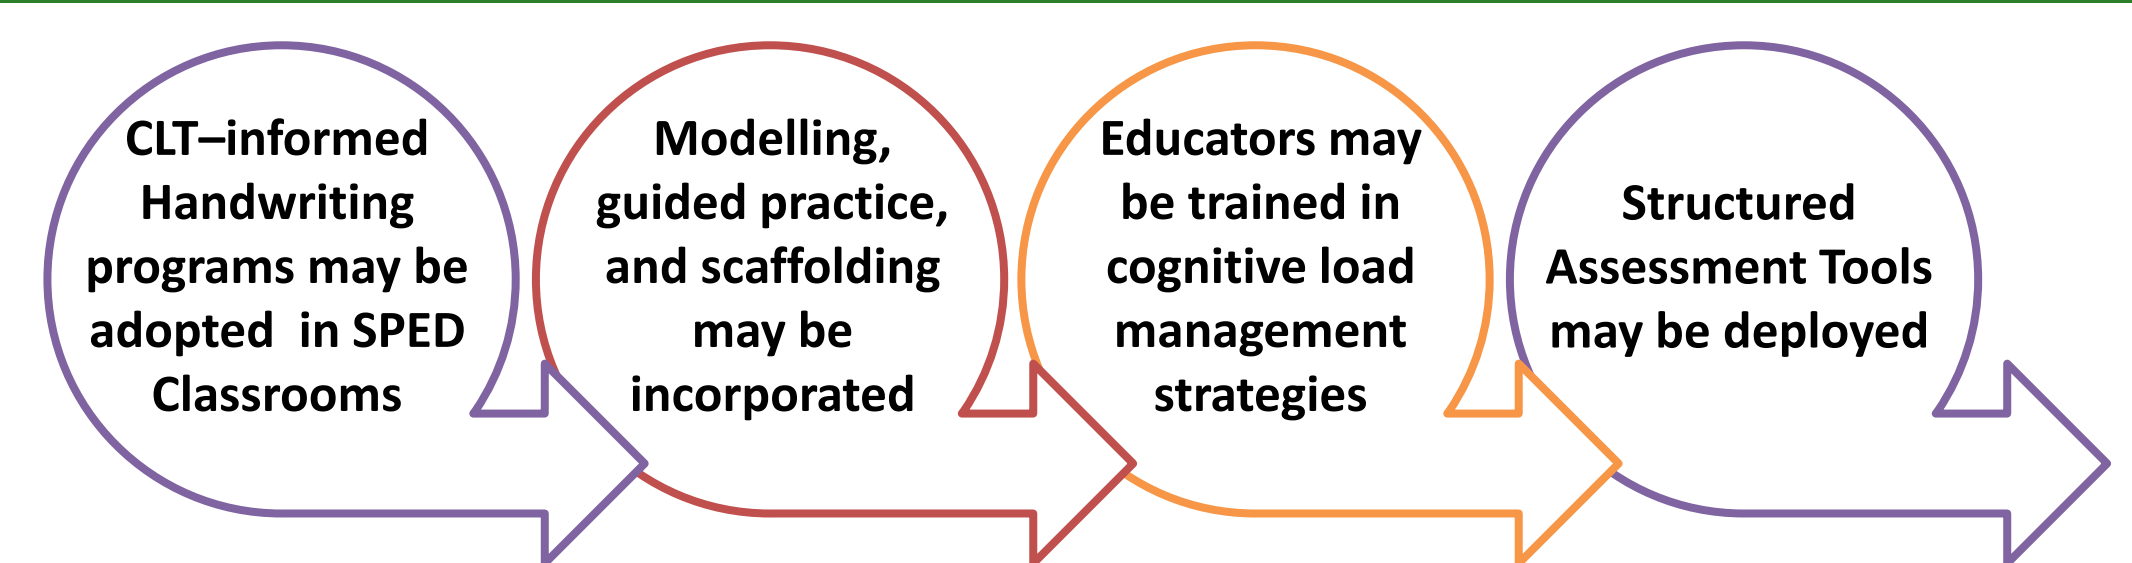 CLT–informed
Handwriting
programs may be
adopted  in SPED
Classrooms
Modelling,
guided practice,
and scaffolding
may be
incorporated
Educators may
be trained in
cognitive load
management
strategies
Structured
Assessment Tools
may be deployed